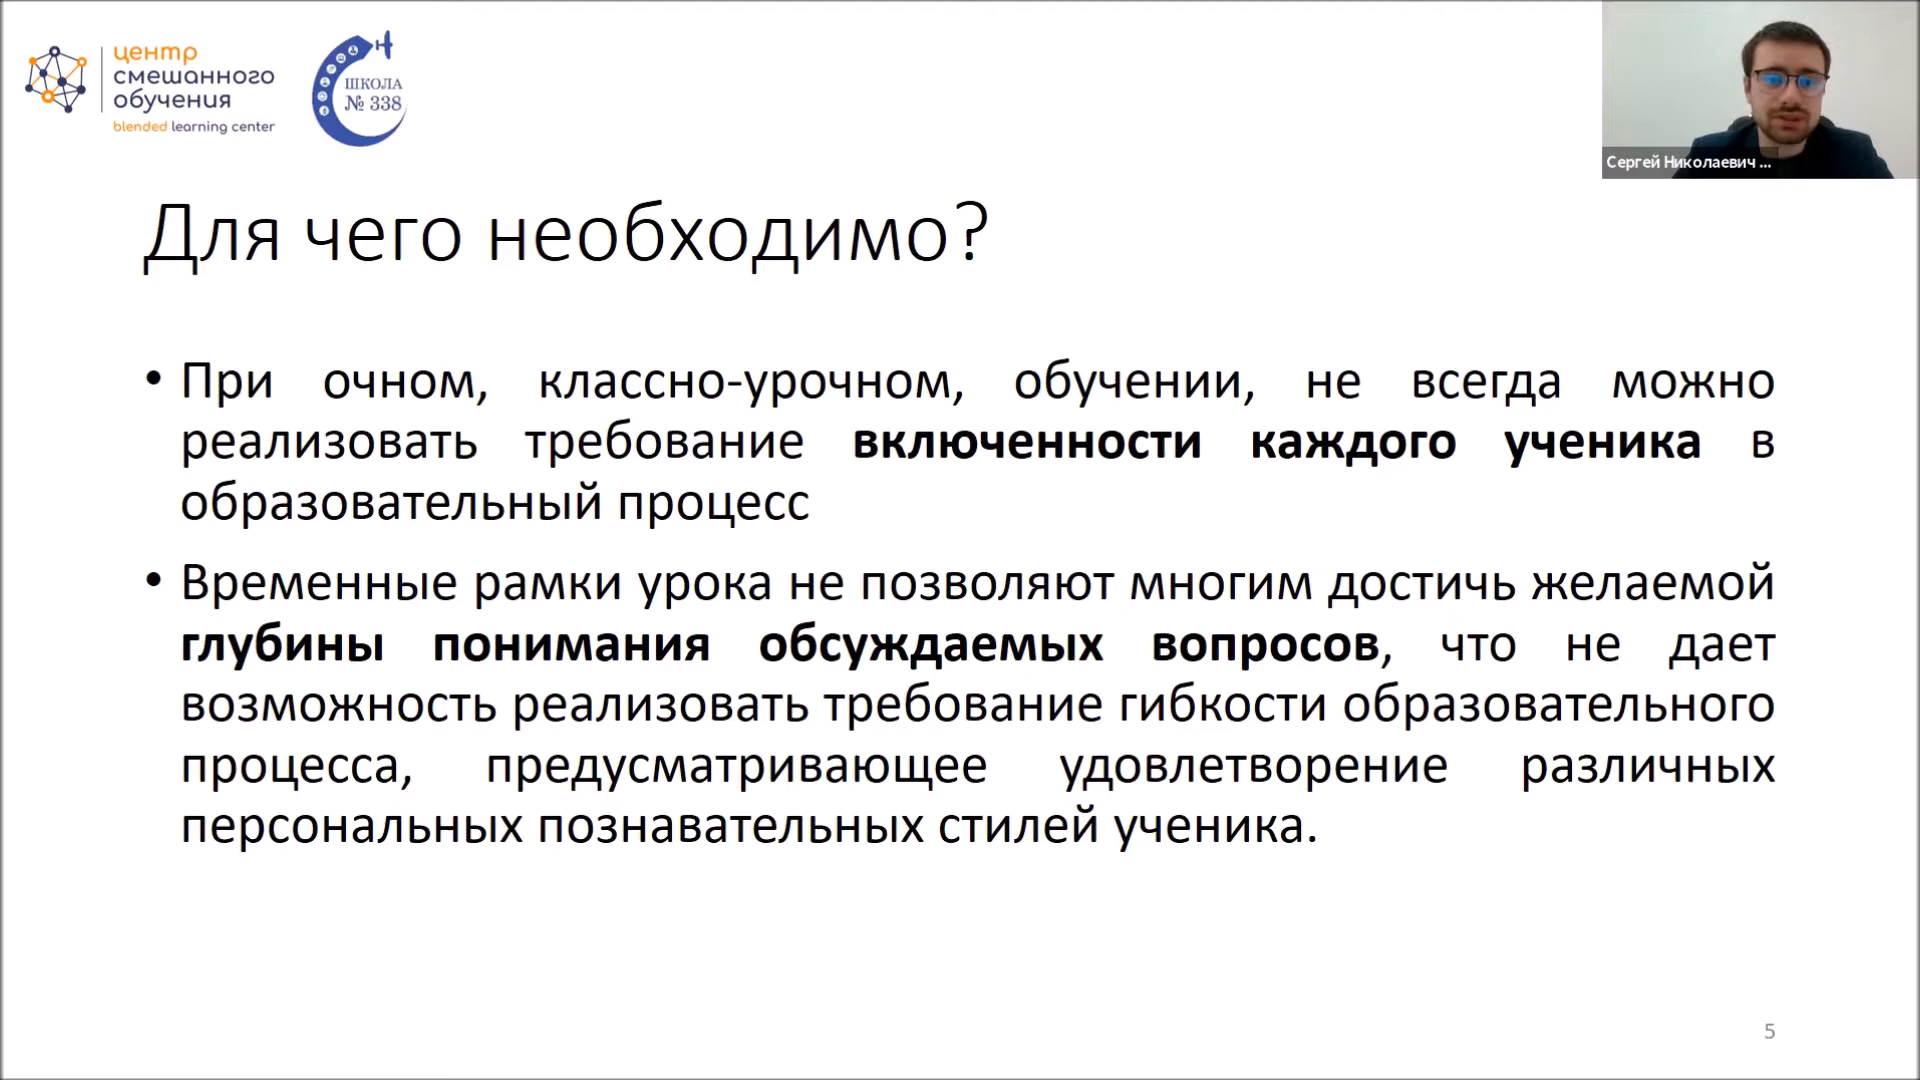 центр
смешанного
обучения
blended learning center
ШКОЛА
№ 338
Сергей Николаевич ...
Для чего необходимо?
• При очном, классно-урочном, обучении, не всегда можно
реализовать требование включенности каждого ученика в
образовательный процесс
• Временные рамки урока не позволяют многим достичь желаемой
глубины понимания обсуждаемых вопросов, что не дает
возможность реализовать требование гибкости образовательного
процесса, предусматривающее удовлетворение различных
персональных познавательных стилей ученика.
5